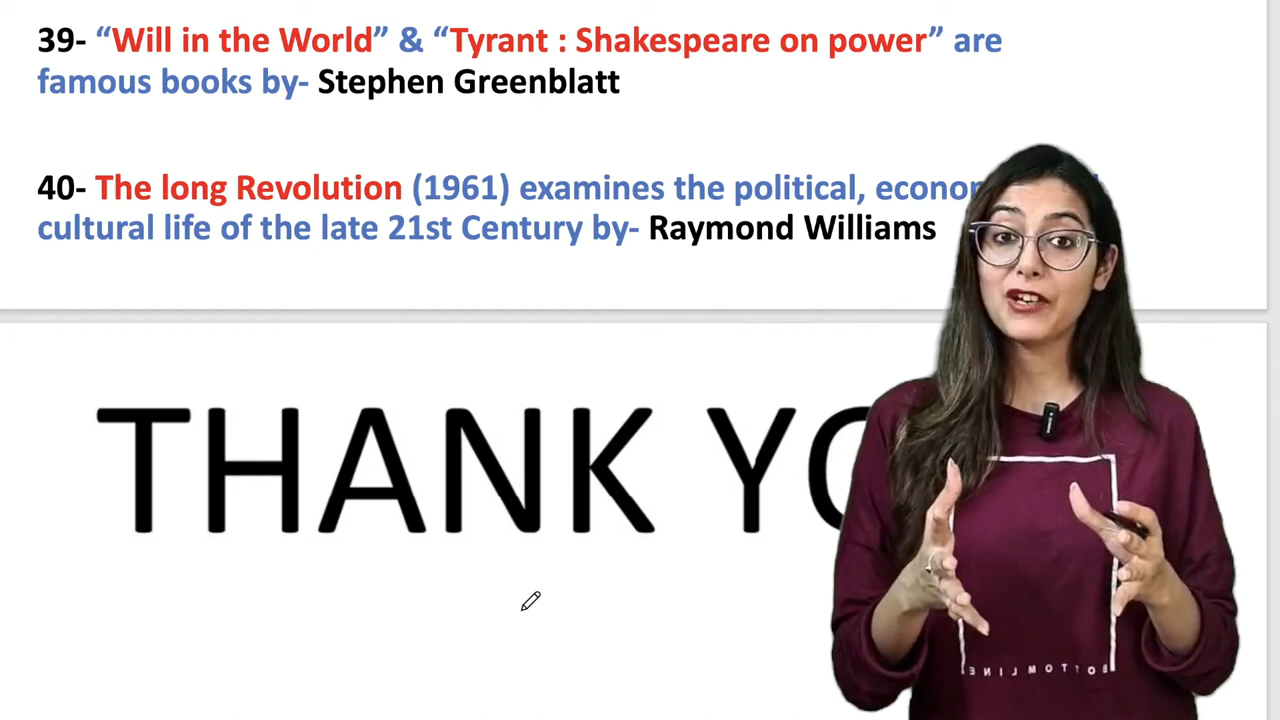 39- “Will in the World” & “Tyrant : Shakespeare on power” are
famous books by- Stephen Greenblatt
40- The long Revolution (1961) examines the political,
cultural life of the late 21st Century by- Raymond Williams
THANK
BOTTOMLINE